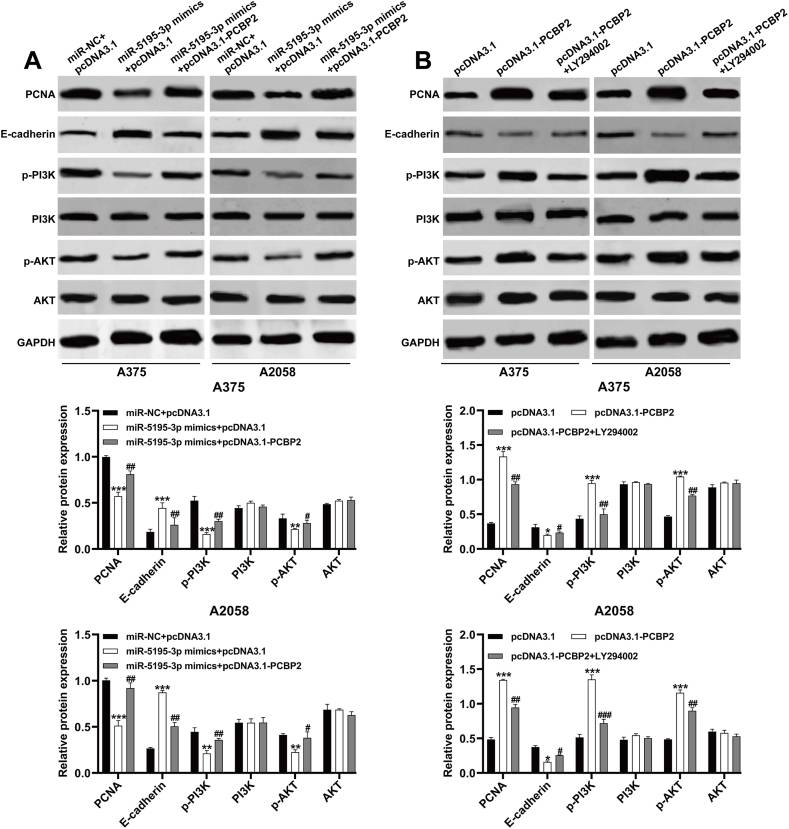 A
miR-NC+
pcDNA3.1
miR-5195-3p mimics
+pcDNA3.1
miR-5195-3p mimics
+pcDNA3.1-PCBP2
miR-NC+
pcDNA3.1
miR-5195-3p mimics
+pcDNA3.1
miR-5195-3p mimics
+pcDNA3.1-PCBP2
PCNA
E-cadherin
p-PI3K
PI3K
p-AKT
AKT
GAPDH
A375
A2058
B
pcDNA3.1
pcDNA3.1-PCBP2
pcDNA3.1-PCBP2
+LY294002
pcDNA3.1
pcDNA3.1-PCBP2
pcDNA3.1-PCBP2
+LY294002
PCNA
E-cadherin
p-PI3K
PI3K
p-AKT
AKT
GAPDH
A375
A2058
A375
Relative protein expression
1.5
1.0
0.5
0.0
miR-NC+pcDNA3.1
miR-5195-3p mimics+pcDNA3.1
miR-5195-3p mimics+pcDNA3.1-PCBP2
*** ##
*** ##
*** ##
** #
PCNA
E-cadherin
p-PI3K
PI3K
p-AKT
AKT
A375
Relative protein expression
2.0
1.5
1.0
0.5
0.0
pcDNA3.1
pcDNA3.1-PCBP2
pcDNA3.1-PCBP2+LY294002
*** ##
* #
*** ##
*** ##
PCNA
E-cadherin
p-PI3K
PI3K
p-AKT
AKT
A2058
Relative protein expression
1.5
1.0
0.5
0.0
miR-NC+pcDNA3.1
miR-5195-3p mimics+pcDNA3.1
miR-5195-3p mimics+pcDNA3.1-PCBP2
*** ##
*** ##
** ##
** #
PCNA
E-cadherin
p-PI3K
PI3K
p-AKT
AKT
A2058
Relative protein expression
2.0
1.5
1.0
0.5
0.0
pcDNA3.1
pcDNA3.1-PCBP2
pcDNA3.1-PCBP2+LY294002
*** ##
* #
*** ###
*** ##
PCNA
E-cadherin
p-PI3K
PI3K
p-AKT
AKT